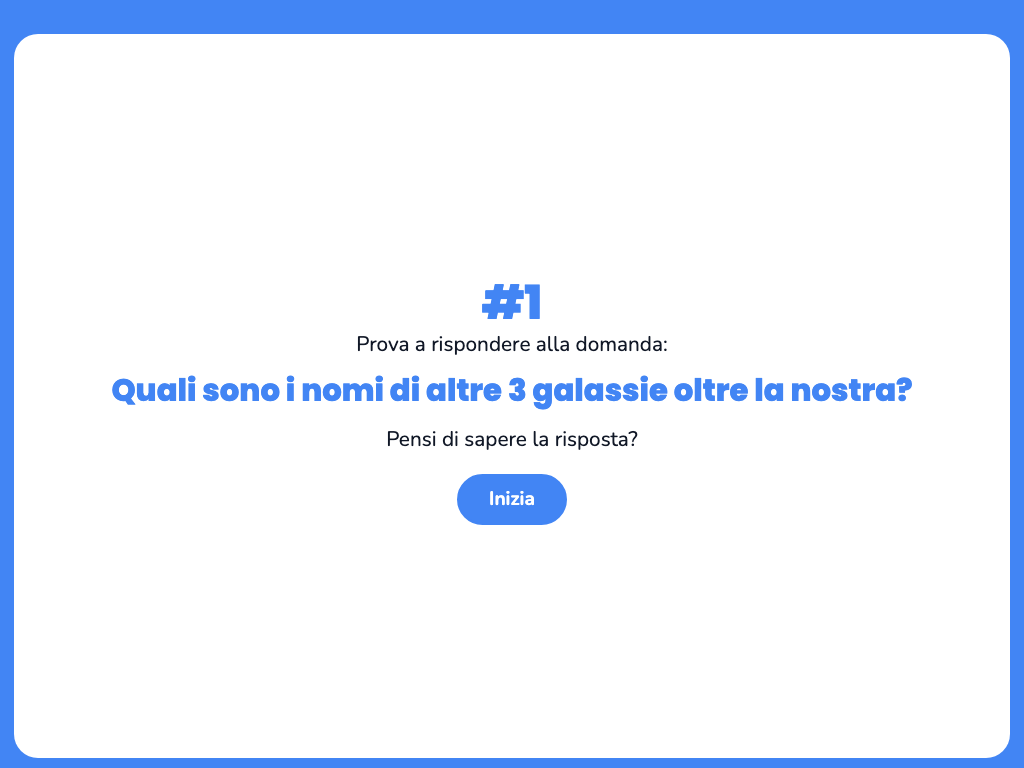 #1
Prova a rispondere alla domanda:
Quali sono i nomi di altre 3 galassie oltre la nostra?
Pensi di sapere la risposta?
Inizia